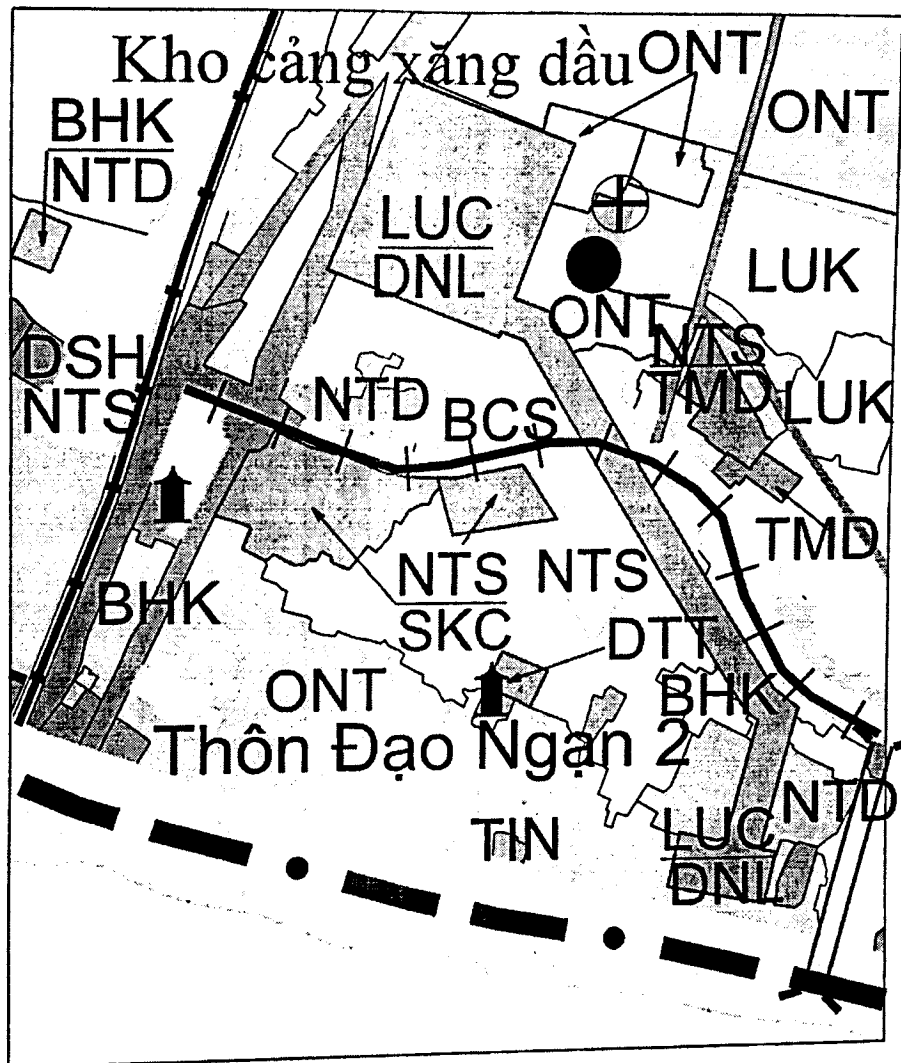 Kho cảng xăng dầu
ONT
BHK
NTD
ONT
LUC
DNL
LUK
ONT
NTS
TMD
DSH
NTS
NTD
BCS
LUK
TMD
NTS
SKC
NTS
BHK
DTT
ONT
BHK
Thôn Đạo Ngạn 2
NTD
TIN
LUC
DNL